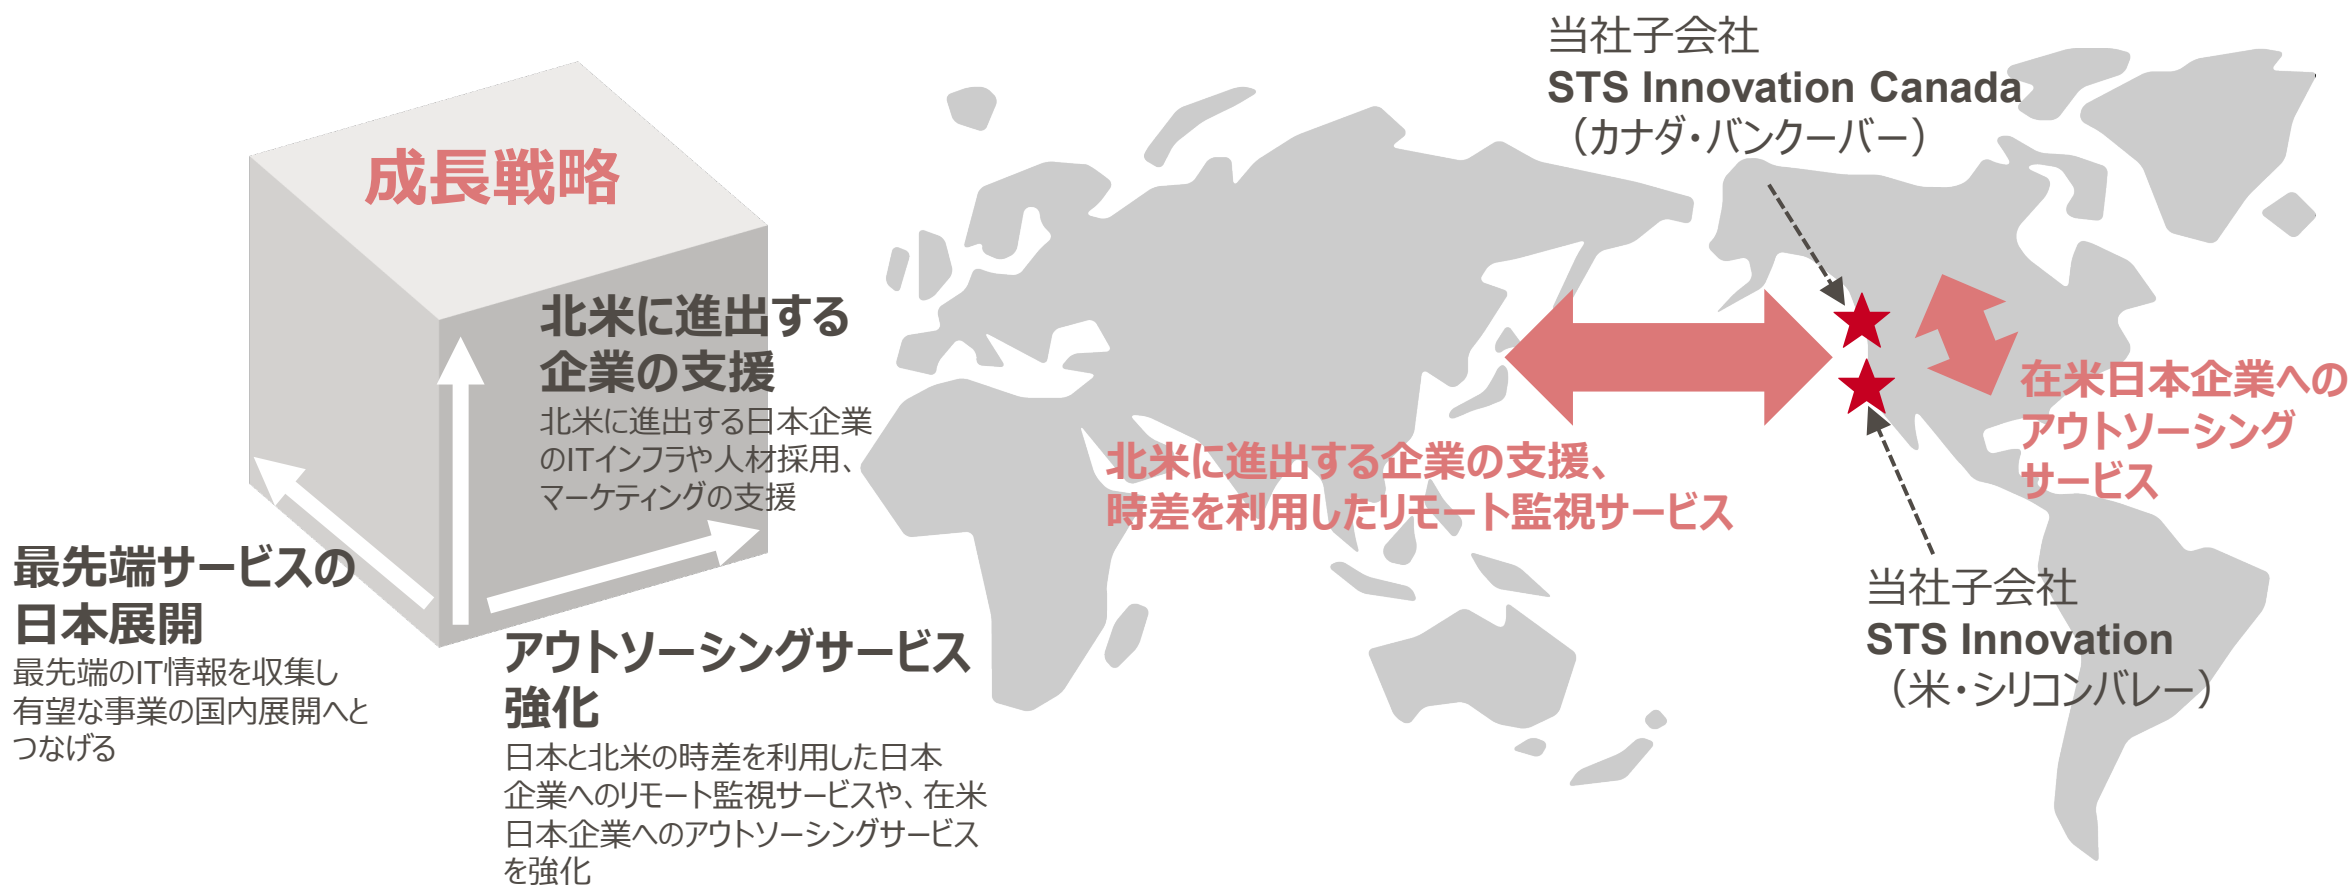 成長戦略
北米に進出する
企業の支援
北米に進出する日本企業
のITインフラや人材採用、
マーケティングの支援
最先端サービスの
日本展開
最先端のIT情報を収集し
有望な事業の国内展開へと
つなげる
アウトソーシングサービス
強化
日本と北米の時差を利用した日本
企業へのリモート監視サービスや、在米
日本企業へのアウトソーシングサービス
を強化
当社子会社
STS Innovation Canada
（カナダ・バンクーバー）
北米に進出する企業の支援、
時差を利用したリモート監視サービス
在米日本企業への
アウトソーシング
サービス
当社子会社
STS Innovation
（米・シリコンバレー）